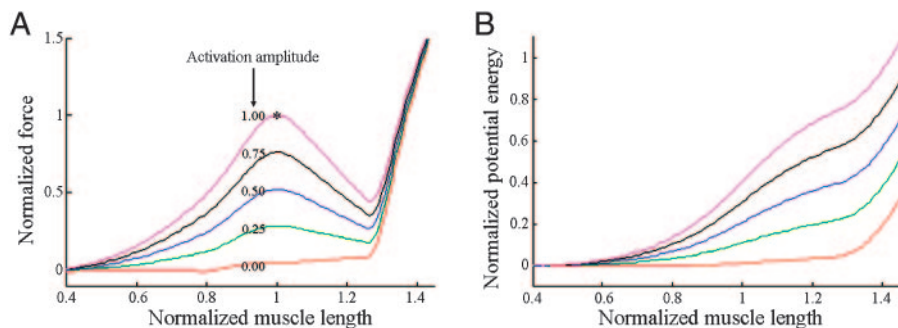 A
Normalized force
1.5
1
0.5
0
Activation amplitude
1.00 *
0.75
0.50
0.25
0.00
0.4 0.6 0.8 1 1.2 1.4
Normalized muscle length
B
Normalized potential energy
1
0.8
0.6
0.4
0.2
0
0.4 0.6 0.8 1 1.2 1.4
Normalized muscle length